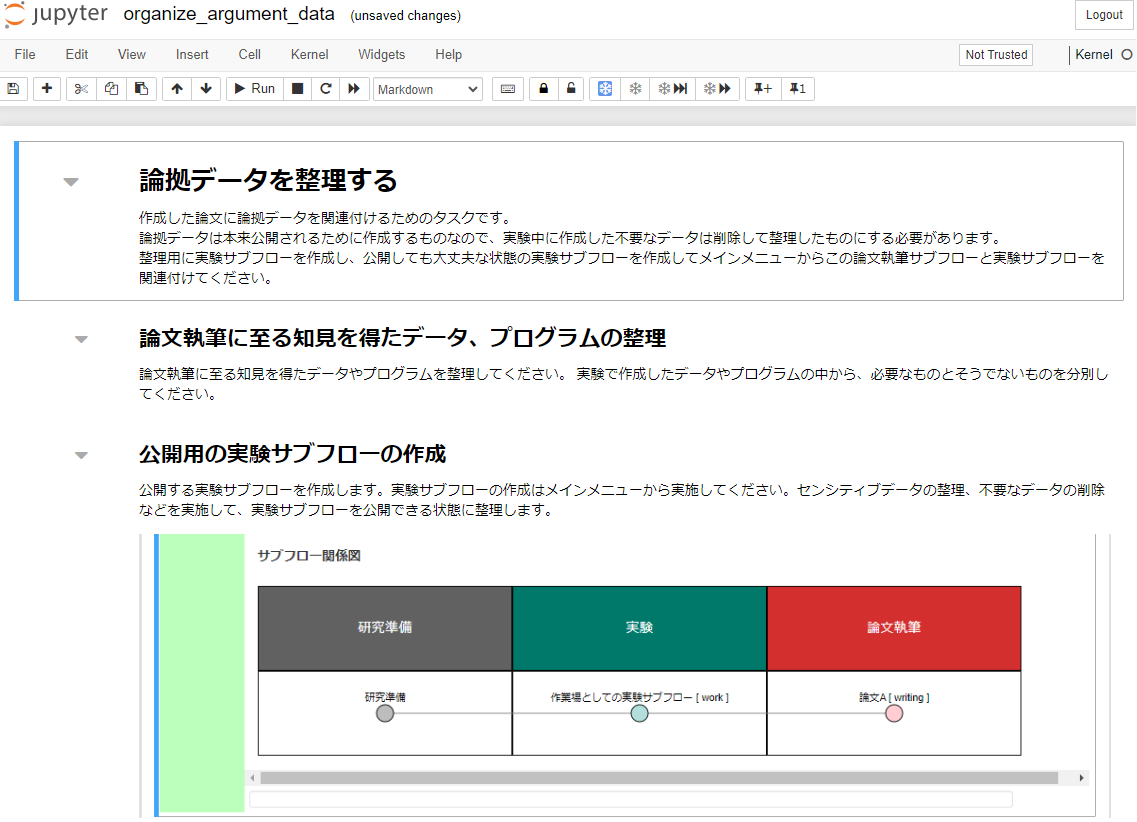 jupyter organize_argument_data (unsaved changes) Logout
File Edit View Insert Cell Kernel Widgets Help Not Trusted Kernel
Run Markdown + 1
論拠データを整理する
作成した論文に論拠データを関連付けるためのタスクです。
論拠データは本来公開されるために作成するものなので、実験中に作成した不要なデータは削除して整理したものにする必要があります。
整理用に実験サブフローを作成し、公開しても大丈夫な状態の実験サブフローを作成してメインメニューからこの論文執筆サブフローと実験サブフローを
関連付けてください。
論文執筆に至る知見を得たデータ、プログラムの整理
論文執筆に至る知見を得たデータやプログラムを整理してください。 実験で作成したデータやプログラムの中から、必要なものとそうでないものを分別し
てください。
公開用の実験サブフローの作成
公開する実験サブフローを作成します。実験サブフローの作成はメインメニューから実施してください。センシティブデータの整理、不要なデータの削除
などを実施して、実験サブフローを公開できる状態に整理します。
サブフロー関係図
研究準備 実験 論文執筆
研究準備 作業場としての実験サブフロー [ work ] 論文A [ writing ]